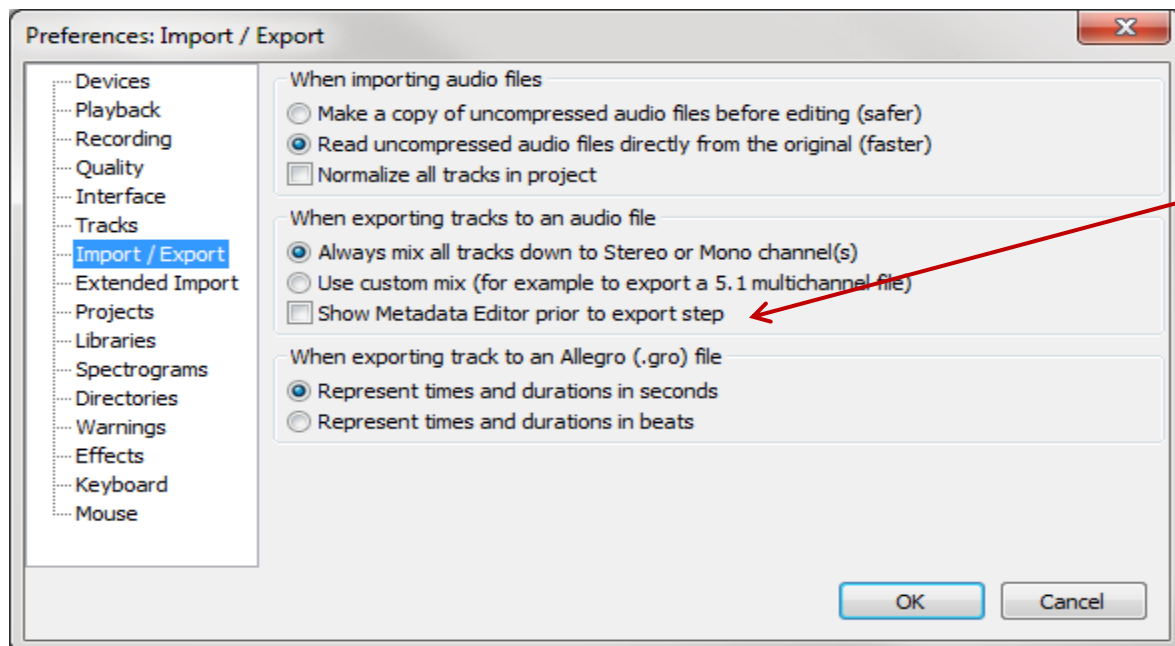 Preferences: Import / Export
Devices
Playback
Recording
Quality
Interface
Tracks
Import / Export
Extended Import
Projects
Libraries
Spectrograms
Directories
Warnings
Effects
Keyboard
Mouse
When importing audio files
Make a copy of uncompressed audio files before editing (safer)
Read uncompressed audio files directly from the original (faster)
Normalize all tracks in project
When exporting tracks to an audio file
Always mix all tracks down to Stereo or Mono channel(s)
Use custom mix (for example to export a 5.1 multichannel file)
Show Metadata Editor prior to export step
When exporting track to an Allegro (.gro) file
Represent times and durations in seconds
Represent times and durations in beats
OK
Cancel